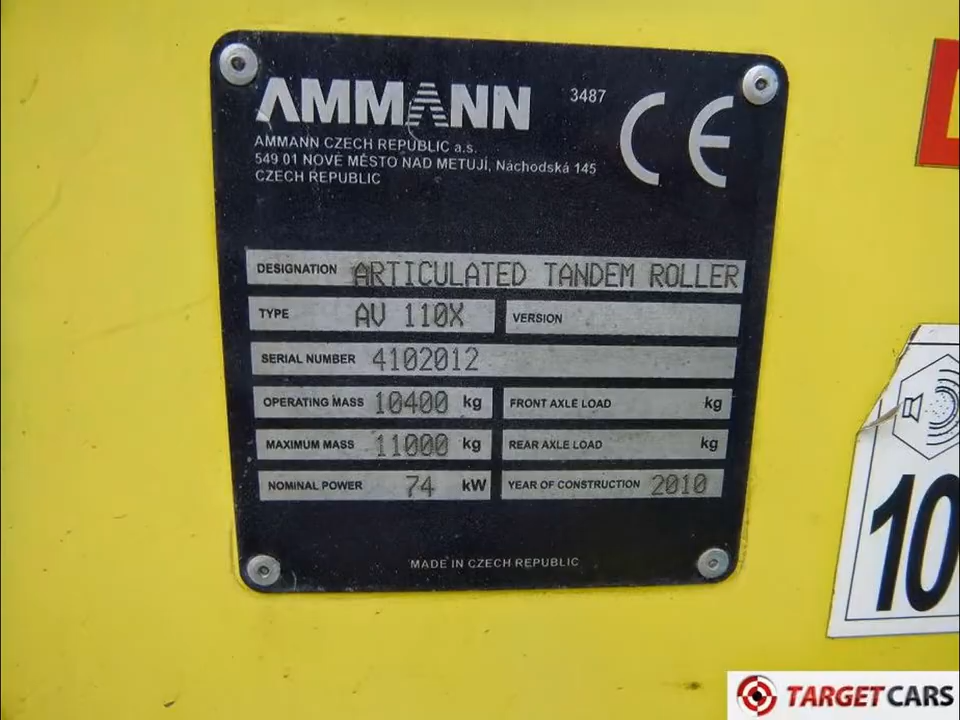 AMMANN
3487
CE
AMMANN CZECH REPUBLIC a.s.
549 01 NOVÉ MĚSTO NAD METUJÍ, Náchodská 145
CZECH REPUBLIC
DESIGNATION ARTICULATED TANDEM ROLLER
TYPE AV 110X VERSION
SERIAL NUMBER 4102012
OPERATING MASS 10400 kg FRONT AXLE LOAD kg
MAXIMUM MASS 11000 kg REAR AXLE LOAD kg
NOMINAL POWER 74 kW YEAR OF CONSTRUCTION 2010
MADE IN CZECH REPUBLIC
10
TARGET CARS